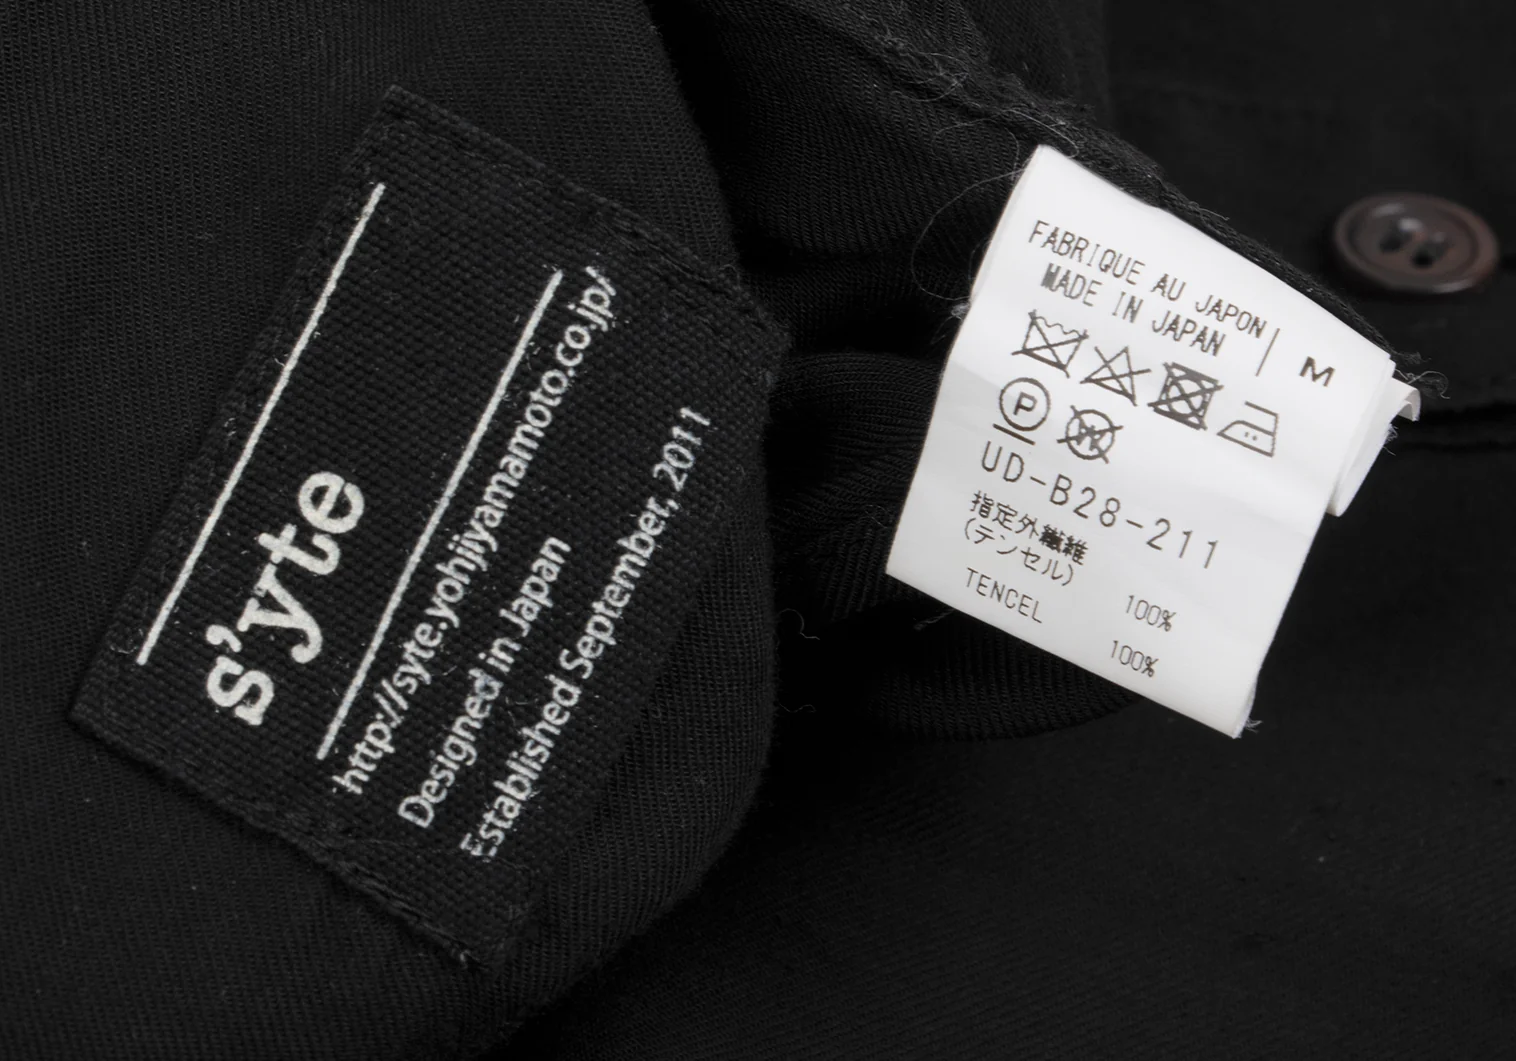 s'yte
http://syte.yohjiyamamoto.co.jp/
Designed in Japan
Established September, 2011
FABRIQUE AU JAPON
MADE IN JAPAN
M
P
W
UD-B28-211
指定外繊維
(テンセル) 100%
TENCEL 100%